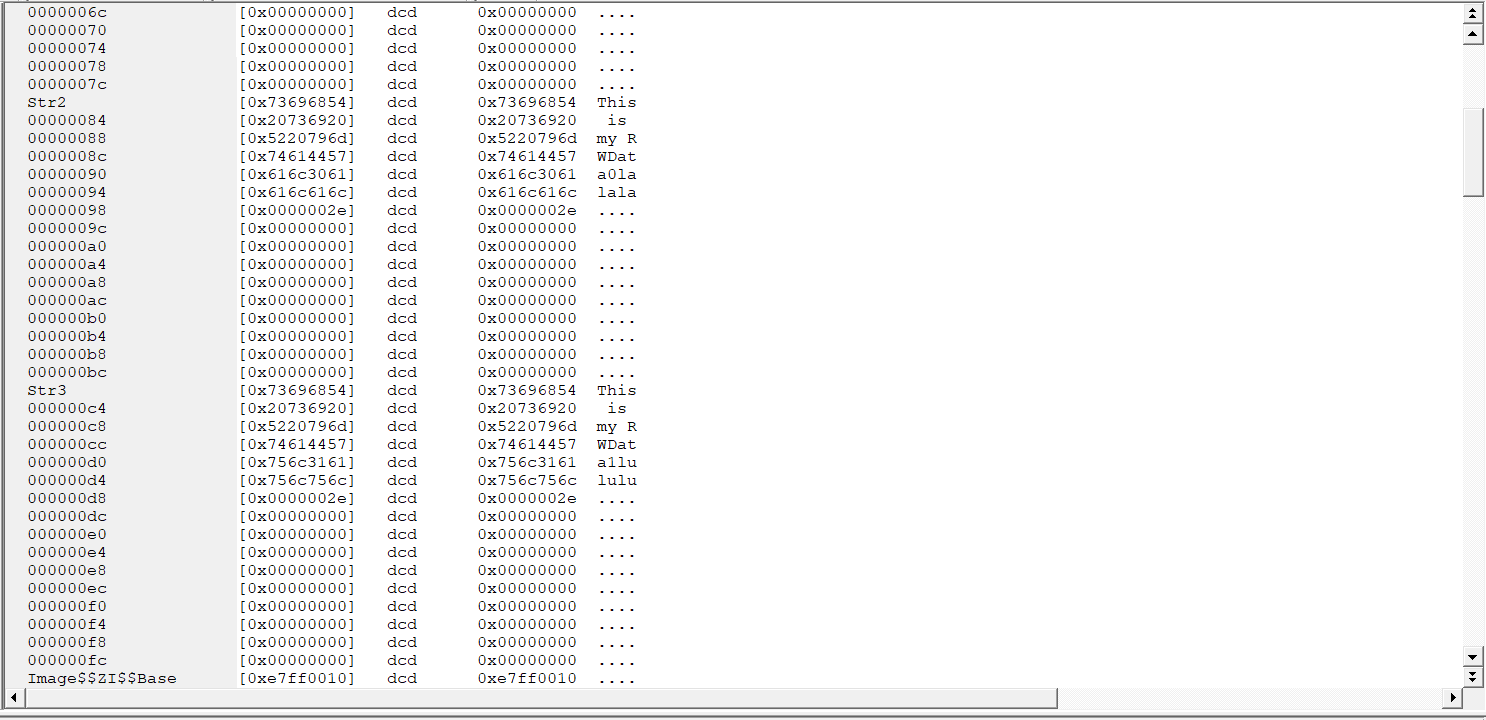 0000006c [0x00000000] dcd 0x00000000 ....
00000070 [0x00000000] dcd 0x00000000 ....
00000074 [0x00000000] dcd 0x00000000 ....
00000078 [0x00000000] dcd 0x00000000 ....
0000007c [0x00000000] dcd 0x00000000 ....
Str2 [0x73696854] dcd 0x73696854 This
00000084 [0x20736920] dcd 0x20736920 is
00000088 [0x5220796d] dcd 0x5220796d my R
0000008c [0x74614457] dcd 0x74614457 WDat
00000090 [0x616c3061] dcd 0x616c3061 a0la
00000094 [0x616c616c] dcd 0x616c616c lala
00000098 [0x0000002e] dcd 0x0000002e ....
0000009c [0x00000000] dcd 0x00000000 ....
000000a0 [0x00000000] dcd 0x00000000 ....
000000a4 [0x00000000] dcd 0x00000000 ....
000000a8 [0x00000000] dcd 0x00000000 ....
000000ac [0x00000000] dcd 0x00000000 ....
000000b0 [0x00000000] dcd 0x00000000 ....
000000b4 [0x00000000] dcd 0x00000000 ....
000000b8 [0x00000000] dcd 0x00000000 ....
000000bc [0x00000000] dcd 0x00000000 ....
Str3 [0x73696854] dcd 0x73696854 This
000000c4 [0x20736920] dcd 0x20736920 is
000000c8 [0x5220796d] dcd 0x5220796d my R
000000cc [0x74614457] dcd 0x74614457 WDat
000000d0 [0x756c3161] dcd 0x756c3161 a1lu
000000d4 [0x756c756c] dcd 0x756c756c lulu
000000d8 [0x0000002e] dcd 0x0000002e ....
000000dc [0x00000000] dcd 0x00000000 ....
000000e0 [0x00000000] dcd 0x00000000 ....
000000e4 [0x00000000] dcd 0x00000000 ....
000000e8 [0x00000000] dcd 0x00000000 ....
000000ec [0x00000000] dcd 0x00000000 ....
000000f0 [0x00000000] dcd 0x00000000 ....
000000f4 [0x00000000] dcd 0x00000000 ....
000000f8 [0x00000000] dcd 0x00000000 ....
000000fc [0x00000000] dcd 0x00000000 ....
Image$$ZI$$Base [0xe7ff0010] dcd 0xe7ff0010 ....